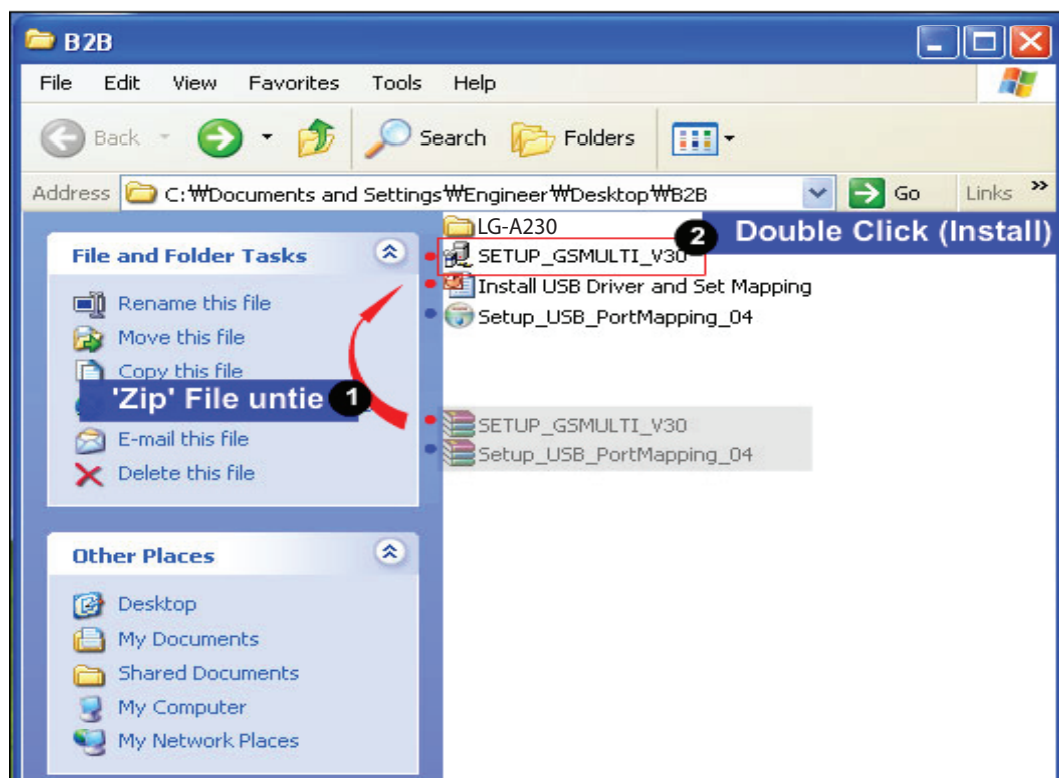 B2B
File Edit View Favorites Tools Help
Back Search Folders
Address C:₩Documents and Settings₩Engineer₩Desktop₩B2B Go Links »
File and Folder Tasks
Rename this file
Move this file
Copy this file
'Zip' File untie 1
E-mail this file
Delete this file
Other Places
Desktop
My Documents
Shared Documents
My Computer
My Network Places
LG-A230
2 Double Click (Install)
SETUP_GSMULTI_V30
Install USB Driver and Set Mapping
Setup_USB_PortMapping_04
SETUP_GSMULTI_V30
Setup_USB_PortMapping_04